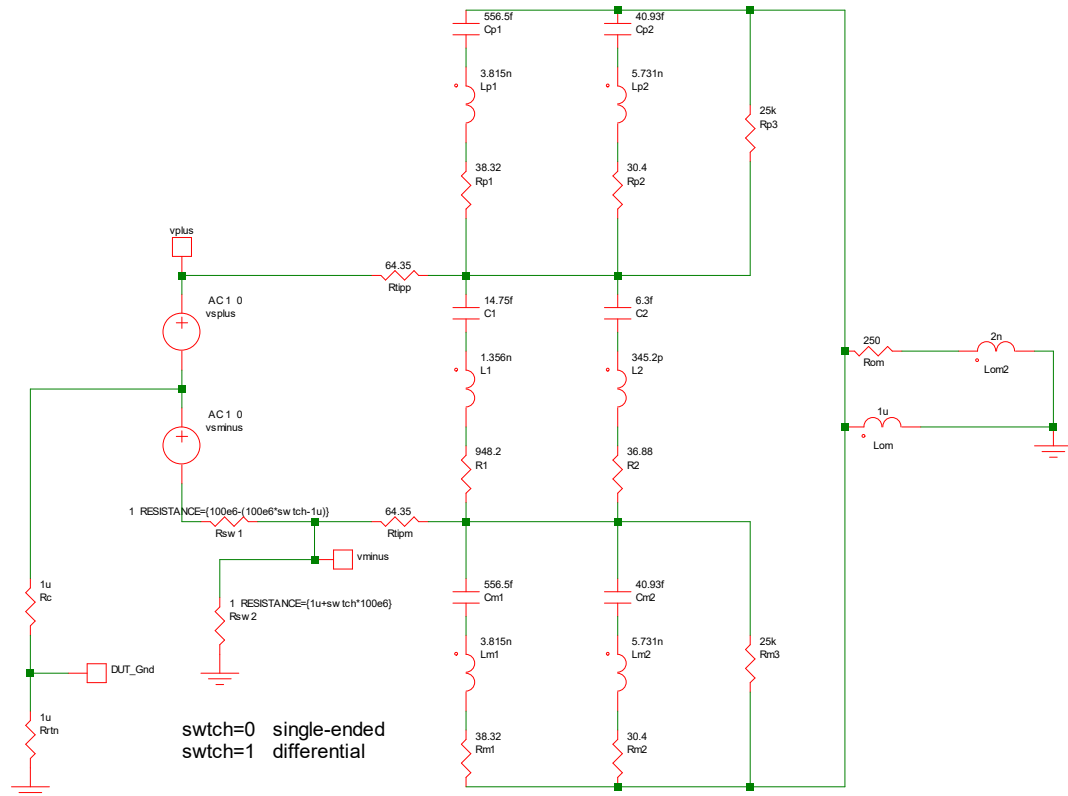 556.5f
Cp1
40.93f
Cp2
3.815n
Lp1
5.731n
Lp2
25k
Rp3
38.32
Rp1
30.4
Rp2
vplus
64.35
Rtipp
AC 1 0
vsplus
14.75f
C1
6.3f
C2
250
Rom
2n
Lom2
1.356n
L1
345.2p
L2
AC 1 0
vsminus
1u
Lom
948.2
R1
36.88
R2
1 RESISTANCE={100e6-(100e6*swtch-1u)}
Rsw1
64.35
Rtipm
vminus
1u
Rc
1 RESISTANCE={1u+swtch*100e6}
Rsw2
556.5f
Cm1
40.93f
Cm2
3.815n
Lm1
5.731n
Lm2
25k
Rm3
DUT_Gnd
1u
Rrtn
38.32
Rm1
30.4
Rm2
swtch=0 single-ended
swtch=1 differential